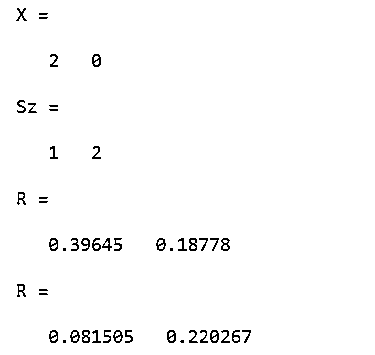 X =
2 0
Sz =
1 2
R =
0.39645 0.18778
R =
0.081505 0.220267